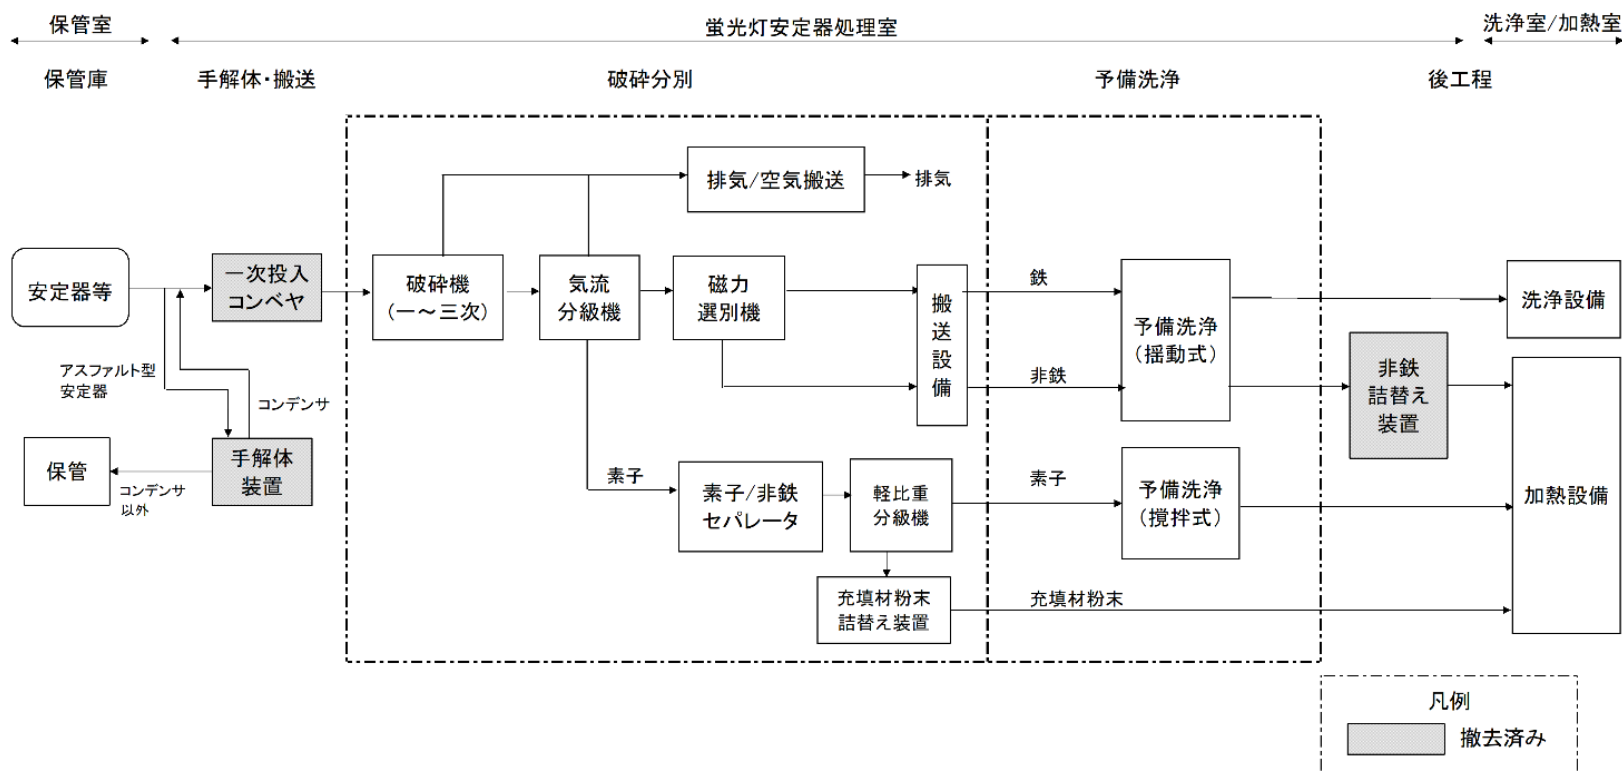 保管室
蛍光灯安定器処理室
洗浄室/加熱室
保管庫
手解体・搬送
破砕分別
予備洗浄
後工程
排気/空気搬送
排気
安定器等
一次投入
コンベヤ
破砕機
(一～三次)
気流
分級機
磁力
選別機
搬
送
設
備
鉄
非鉄
予備洗浄
(揺動式)
洗浄設備
非鉄
詰替え
装置
アスファルト型
安定器
コンデンサ
保管
コンデンサ
以外
手解体
装置
素子
素子/非鉄
セパレータ
軽比重
分級機
素子
予備洗浄
(撹拌式)
加熱設備
充填材粉末
詰替え装置
充填材粉末
凡例
撤去済み